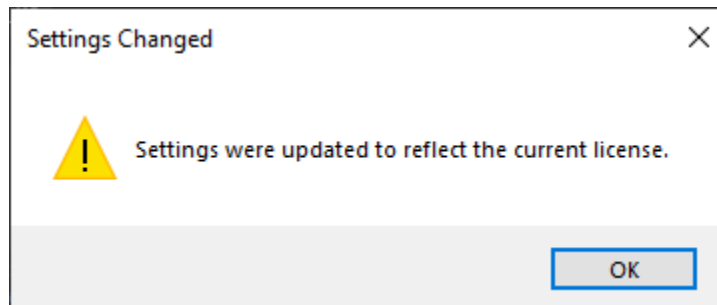 Settings Changed
Settings were updated to reflect the current license.
OK